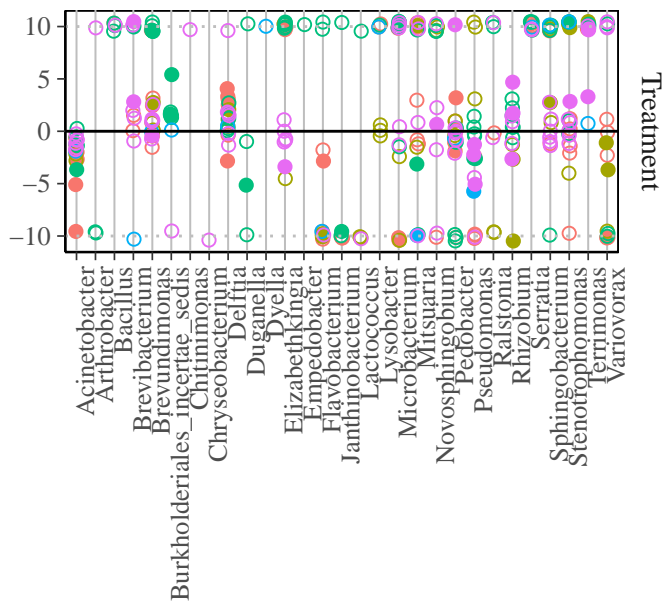 10
5
0
−5
−10
Treatment
Acinetobacter
Arthrobacter
Bacillus
Brevibacterium
Brevundimonas
Burkholderiales_incertae_sedis
Chitinimonas
Chryseobacterium
Delftia
Duganella
Dyella
Elizabethkingia
Empedobacter
Flavobacterium
Janthinobacterium
Lactococcus
Lysobacter
Microbacterium
Mitsuaria
Novosphingobium
Pedobacter
Pseudomonas
Ralstonia
Rhizobium
Serratia
Sphingobacterium
Stenotrophomonas
Terrimonas
Variovorax